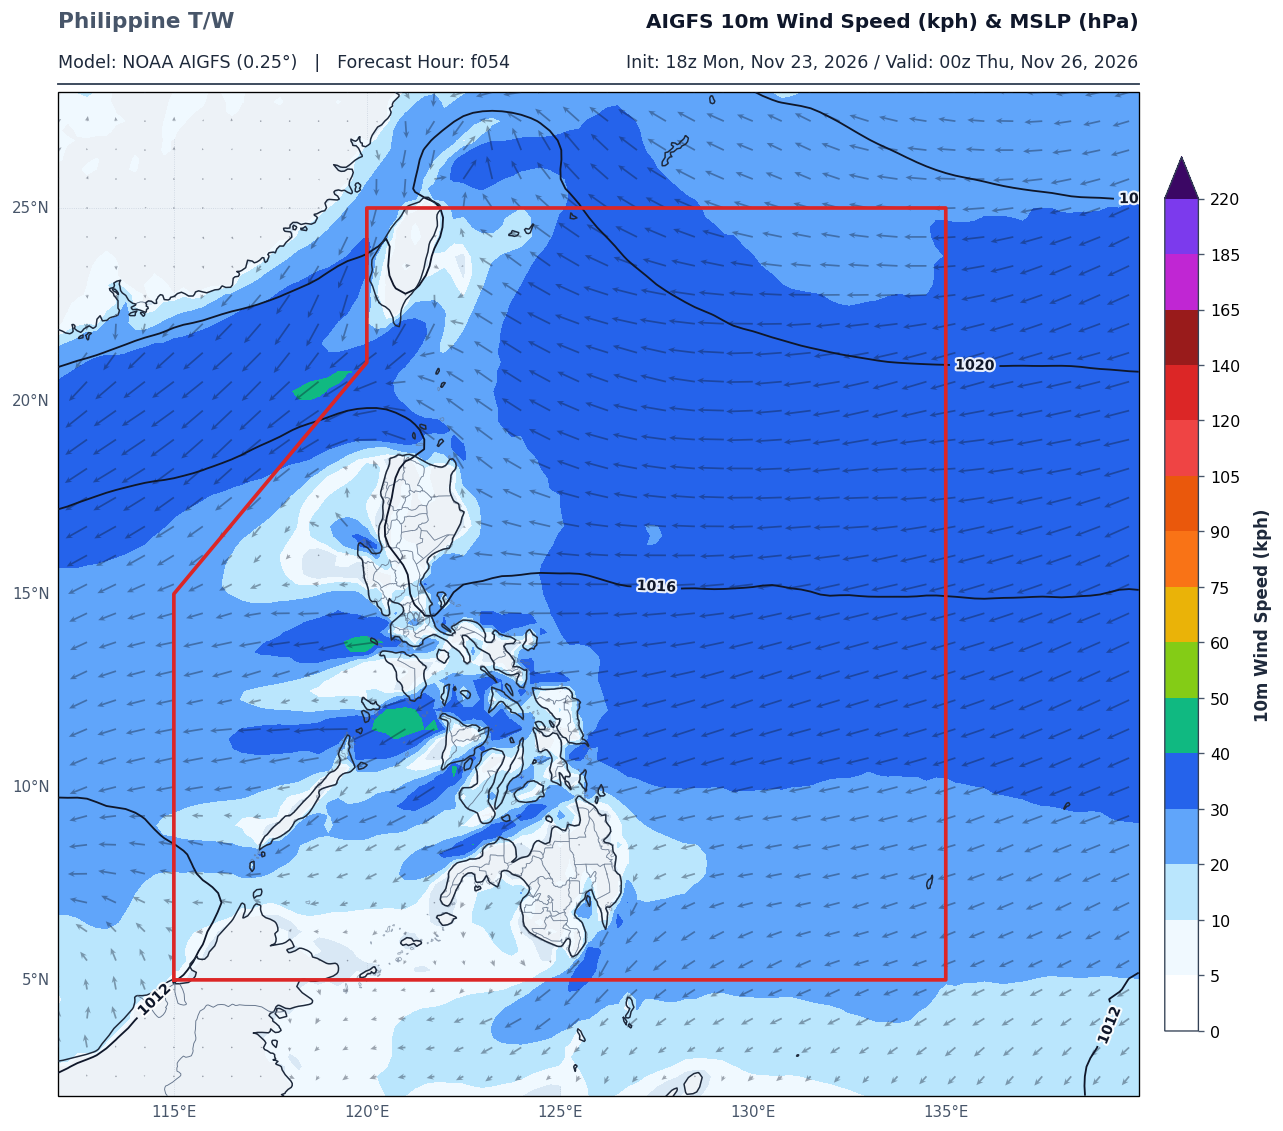 Philippine T/W
AIGFS 10m Wind Speed (kph) & MSLP (hPa)
Model: NOAA AIGFS (0.25°) | Forecast Hour: f054
Init: 18z Mon, Nov 23, 2026 / Valid: 00z Thu, Nov 26, 2026
25°N
20°N
15°N
10°N
5°N
115°E
120°E
125°E
130°E
135°E
10
1020
1016
1012
1012
220
185
165
140
120
105
90
75
60
50
40
30
20
10
5
0
10m Wind Speed (kph)